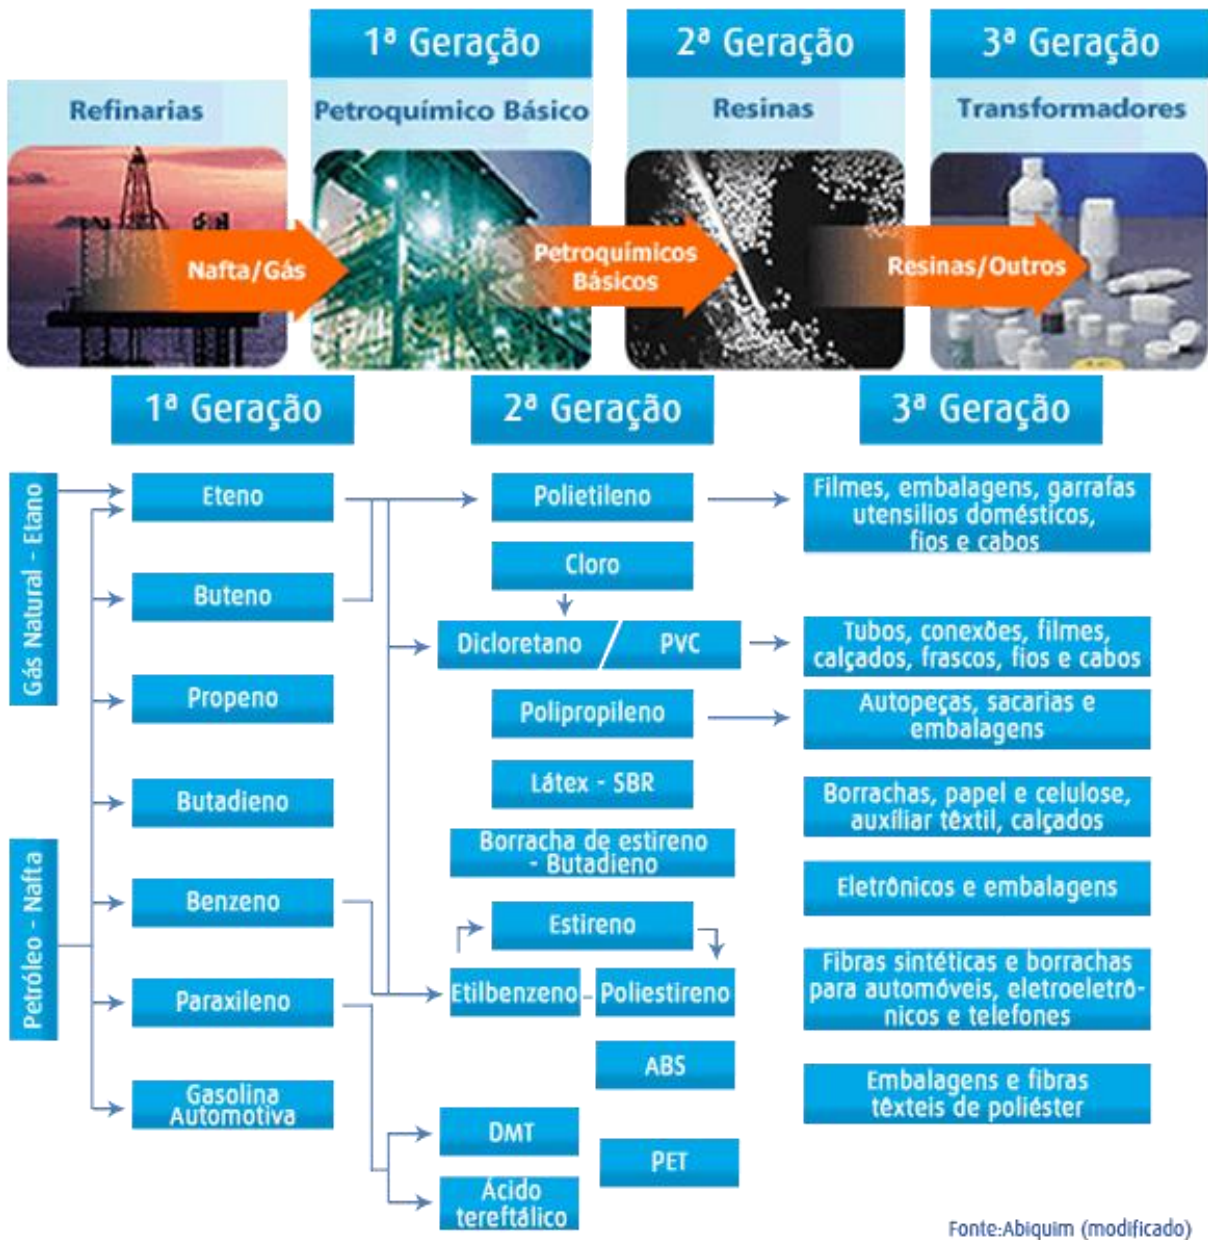 1ª Geração
2ª Geração
3ª Geração
Refinarias
Petroquímico Básico
Resinas
Transformadores
Nafta/Gás
Petroquímicos
Básicos
Resinas/Outros
1ª Geração
2ª Geração
3ª Geração
Gás Natural - Etano
Petróleo - Nafta
Eteno
Buteno
Propeno
Butadieno
Benzeno
Paraxileno
Gasolina
Automotiva
Polietileno
Cloro
Dicloretano / PVC
Polipropileno
Látex - SBR
Borracha de estireno
- Butadieno
Estireno
Etilbenzeno - Poliestireno
ABS
DMT
PET
Ácido
tereftálico
Filmes, embalagens, garrafas
utensilios domésticos,
fios e cabos
Tubos, conexões, filmes,
calçados, frascos, fios e cabos
Autopeças, sacarias e
embalagens
Borrachas, papel e celulose,
auxíliar têxtil, calçados
Eletrônicos e embalagens
Fibras sintéticas e borrachas
para automóveis, eletroeletrô-
nicos e telefones
Embalagens e fibras
têxteis de poliéster
Fonte:Abiquim (modificado)